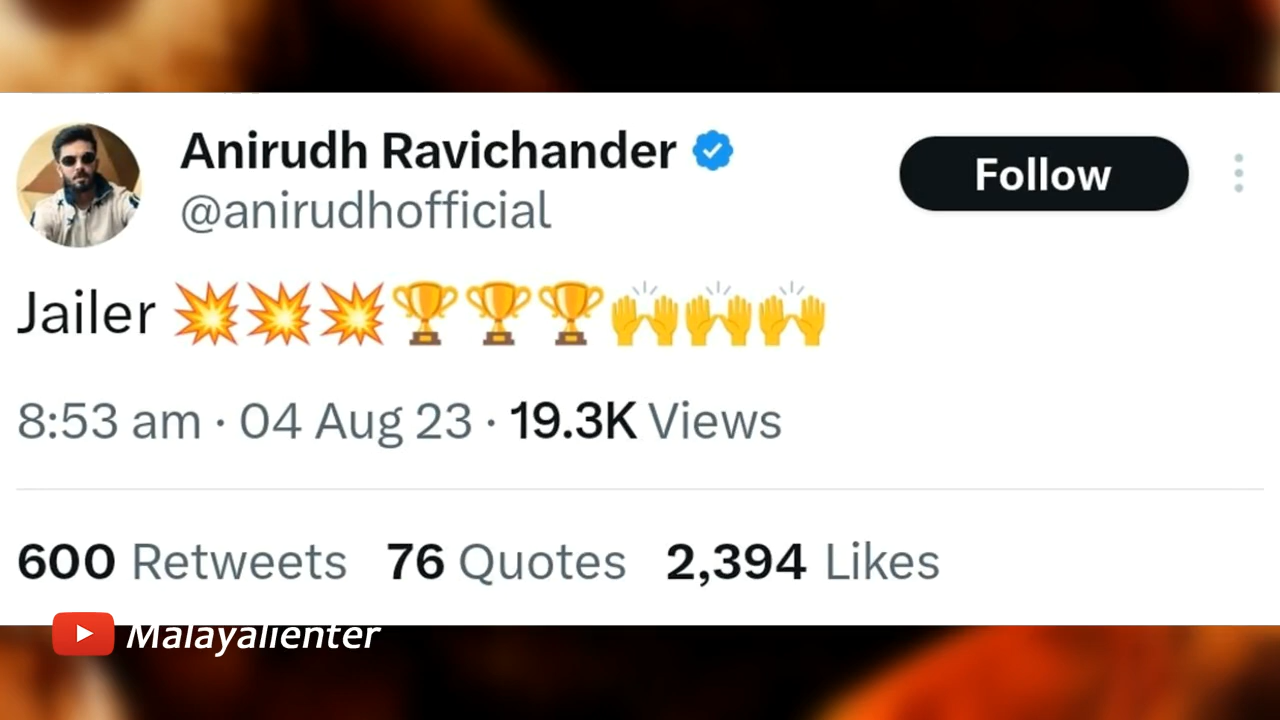 Anirudh Ravichander
@anirudhofficial
Follow
Jailer 💥💥💥🏆🏆🏆🙌🙌🙌
8:53 am · 04 Aug 23 · 19.3K Views
600 Retweets 76 Quotes 2,394 Likes
Malayalienter